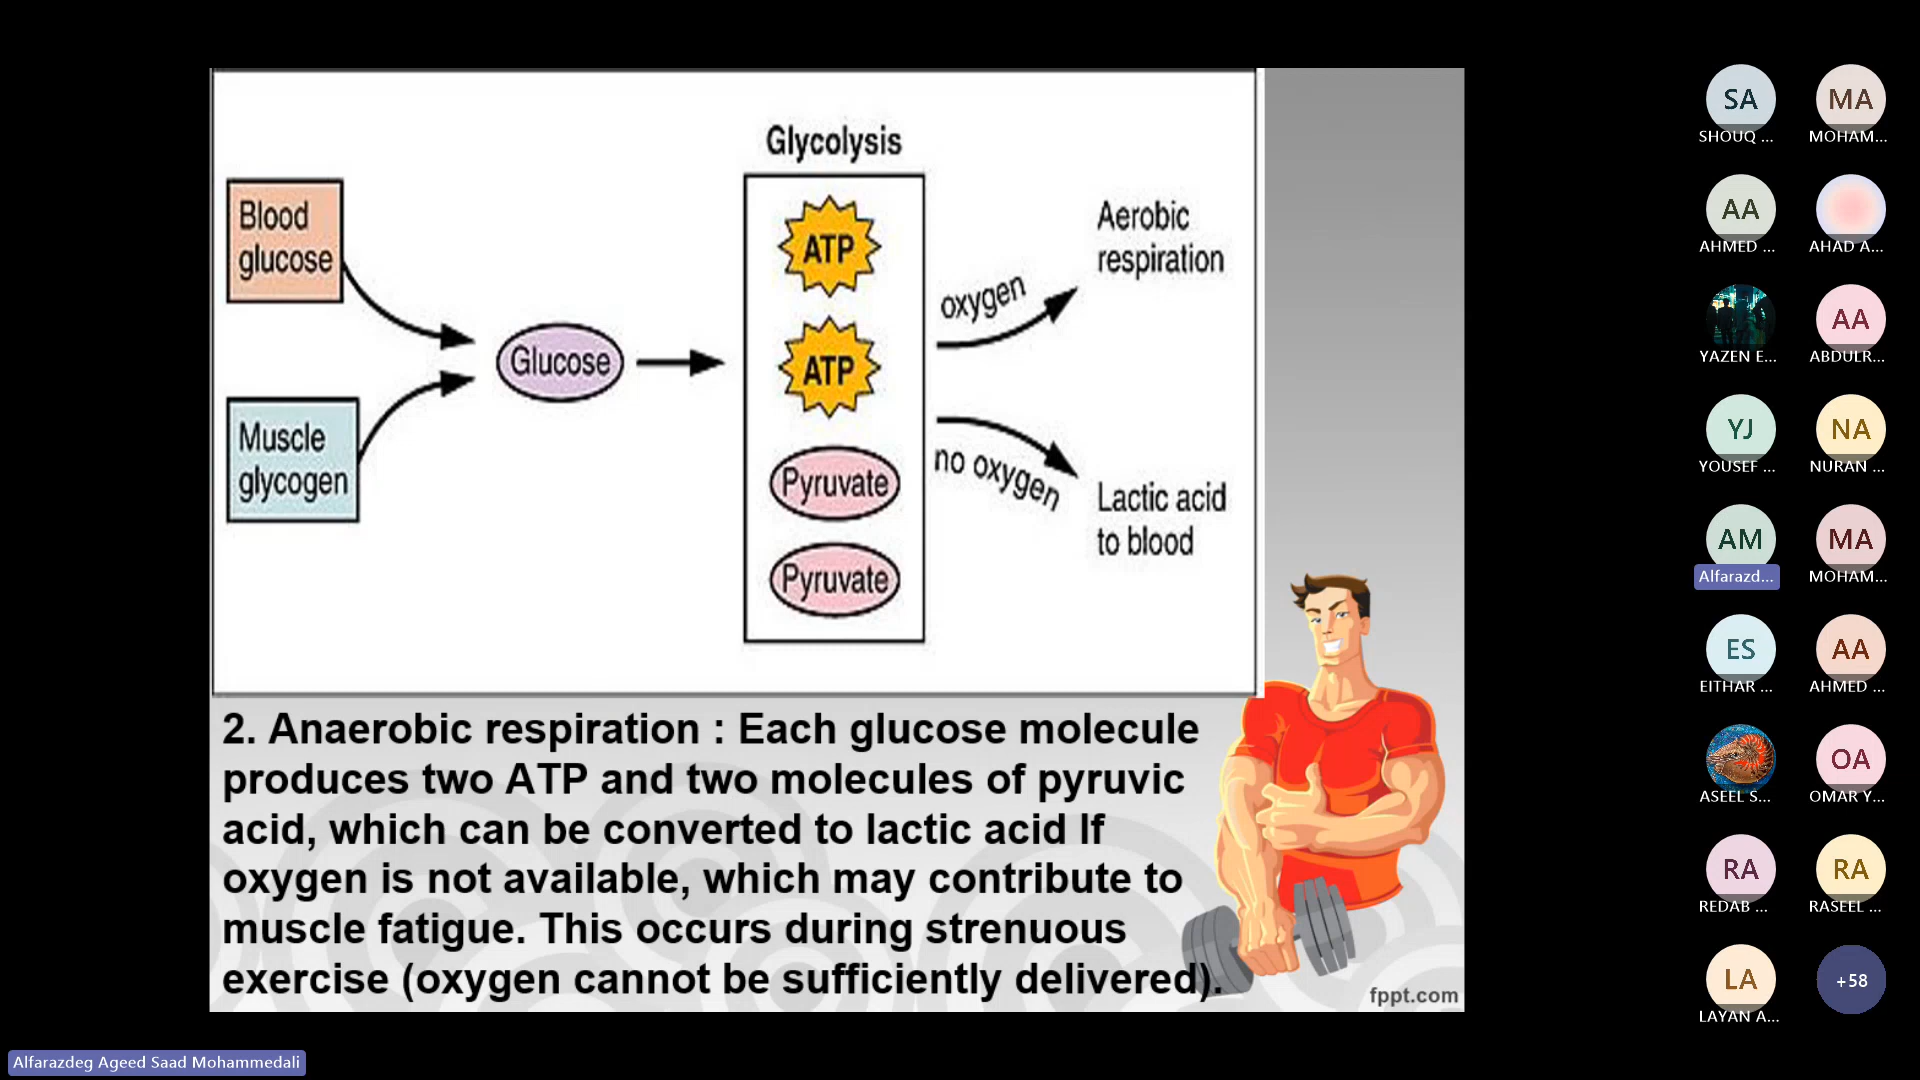 Glycolysis
Blood
glucose
Muscle
glycogen
Glucose
ATP
ATP
Pyruvate
Pyruvate
oxygen
no oxygen
Aerobic
respiration
Lactic acid
to blood
2. Anaerobic respiration : Each glucose molecule
produces two ATP and two molecules of pyruvic
acid, which can be converted to lactic acid If
oxygen is not available, which may contribute to
muscle fatigue. This occurs during strenuous
exercise (oxygen cannot be sufficiently delivered).
fppt.com
SA
SHOUQ ...
MA
MOHAM...
AA
AHMED ...
AHAD A...
YAZEN E...
AA
ABDULR...
YJ
YOUSEF ...
NA
NURAN ...
AM
Alfarazd...
MA
MOHAM...
ES
EITHAR ...
AA
AHMED ...
ASEEL S...
OA
OMAR Y...
RA
REDAB ...
RA
RASEEL ...
LA
LAYAN A...
+58
Alfarazdeg Ageed Saad Mohammedali